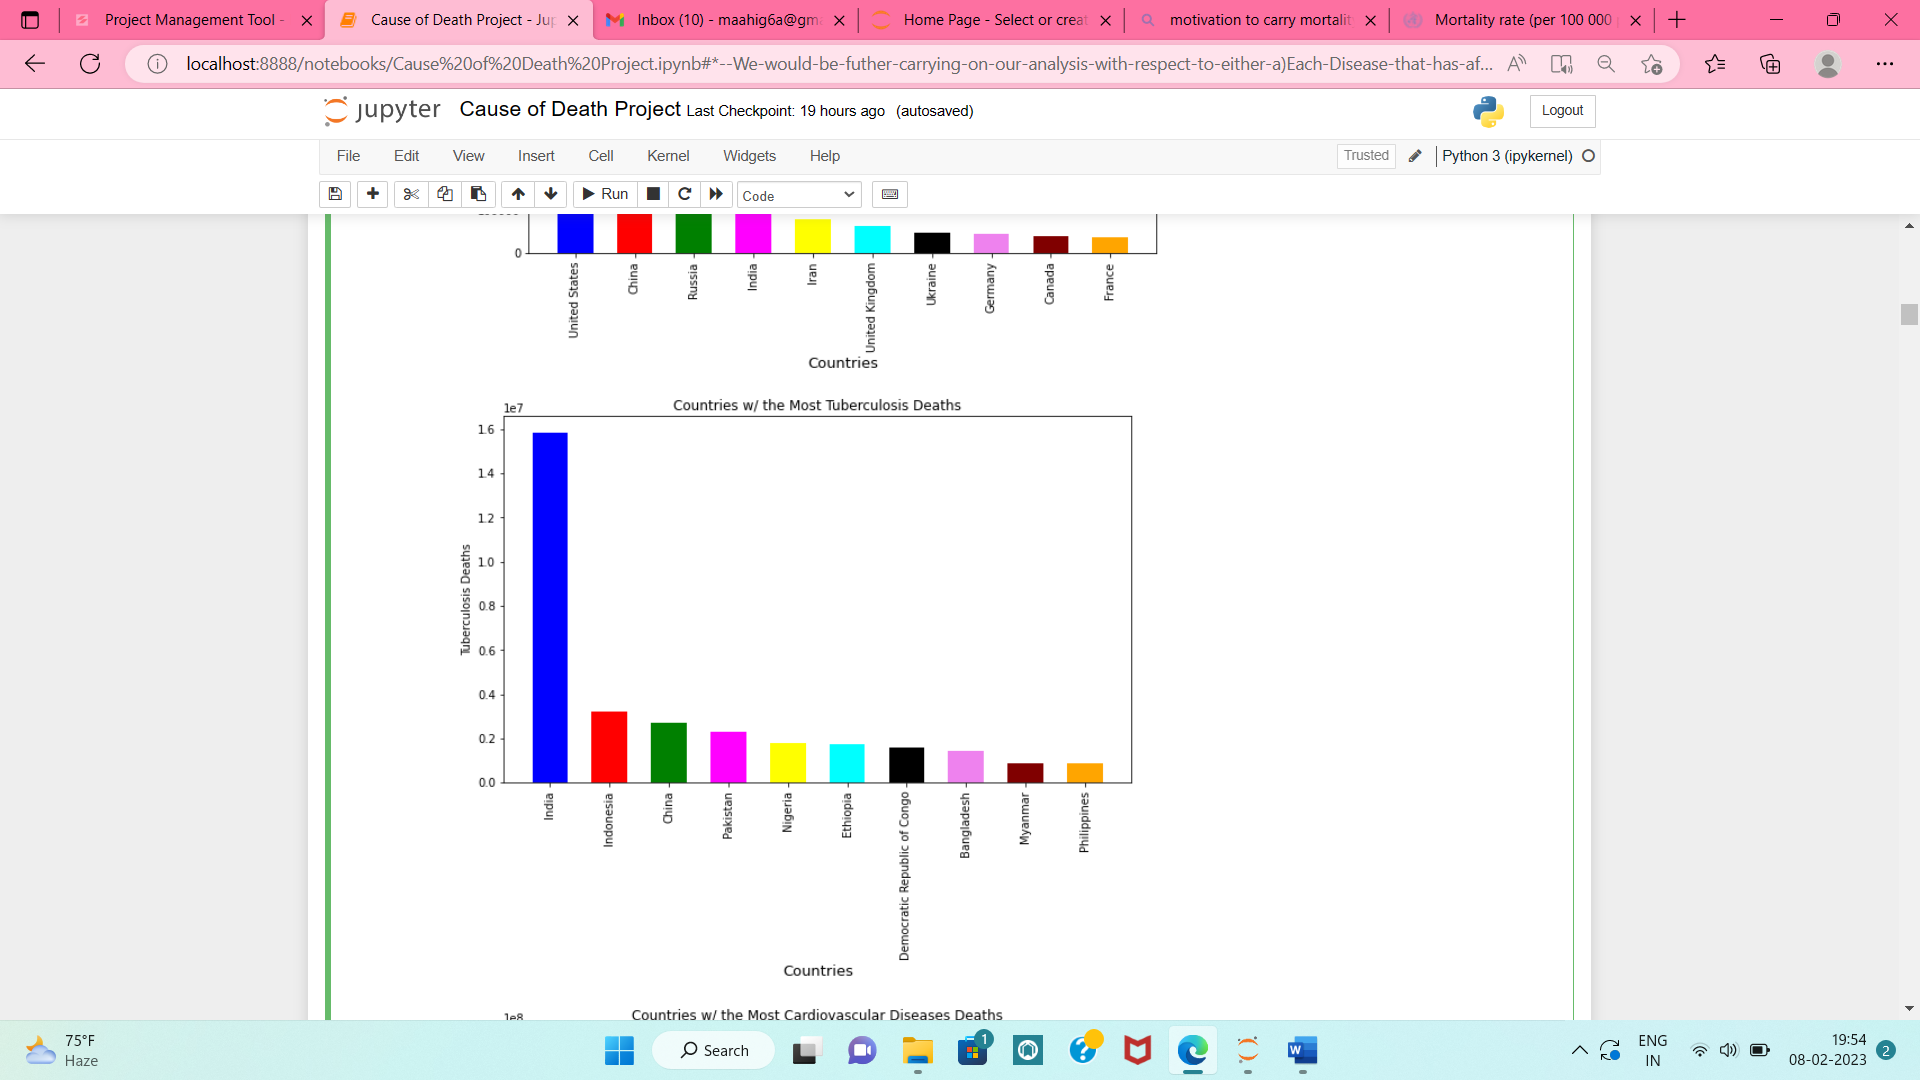 Project Management Tool -
Cause of Death Project - Jup
Inbox (10) - maahig6a@gm
Home Page - Select or creat
motivation to carry mortalit
Mortality rate (per 100 000
localhost:8888/notebooks/Cause%20of%20Death%20Project.ipynb#*--We-would-be-futher-carrying-on-our-analysis-with-respect-to-either-a)Each-Disease-that-has-af...
jupyter Cause of Death Project Last Checkpoint: 19 hours ago (autosaved)
Logout
File Edit View Insert Cell Kernel Widgets Help
Trusted Python 3 (ipykernel)
Run Code
0
United States
China
Russia
India
Iran
United Kingdom
Ukraine
Germany
Canada
France
Countries
Countries w/ the Most Tuberculosis Deaths
1e7
1.6
1.4
1.2
1.0
0.8
0.6
0.4
0.2
0.0
Tuberculosis Deaths
India
Indonesia
China
Pakistan
Nigeria
Ethiopia
Democratic Republic of Congo
Bangladesh
Myanmar
Philippines
Countries
1e8
Countries w/ the Most Cardiovascular Diseases Deaths
75°F
Haze
Search
1
ENG
IN
19:54
08-02-2023
2